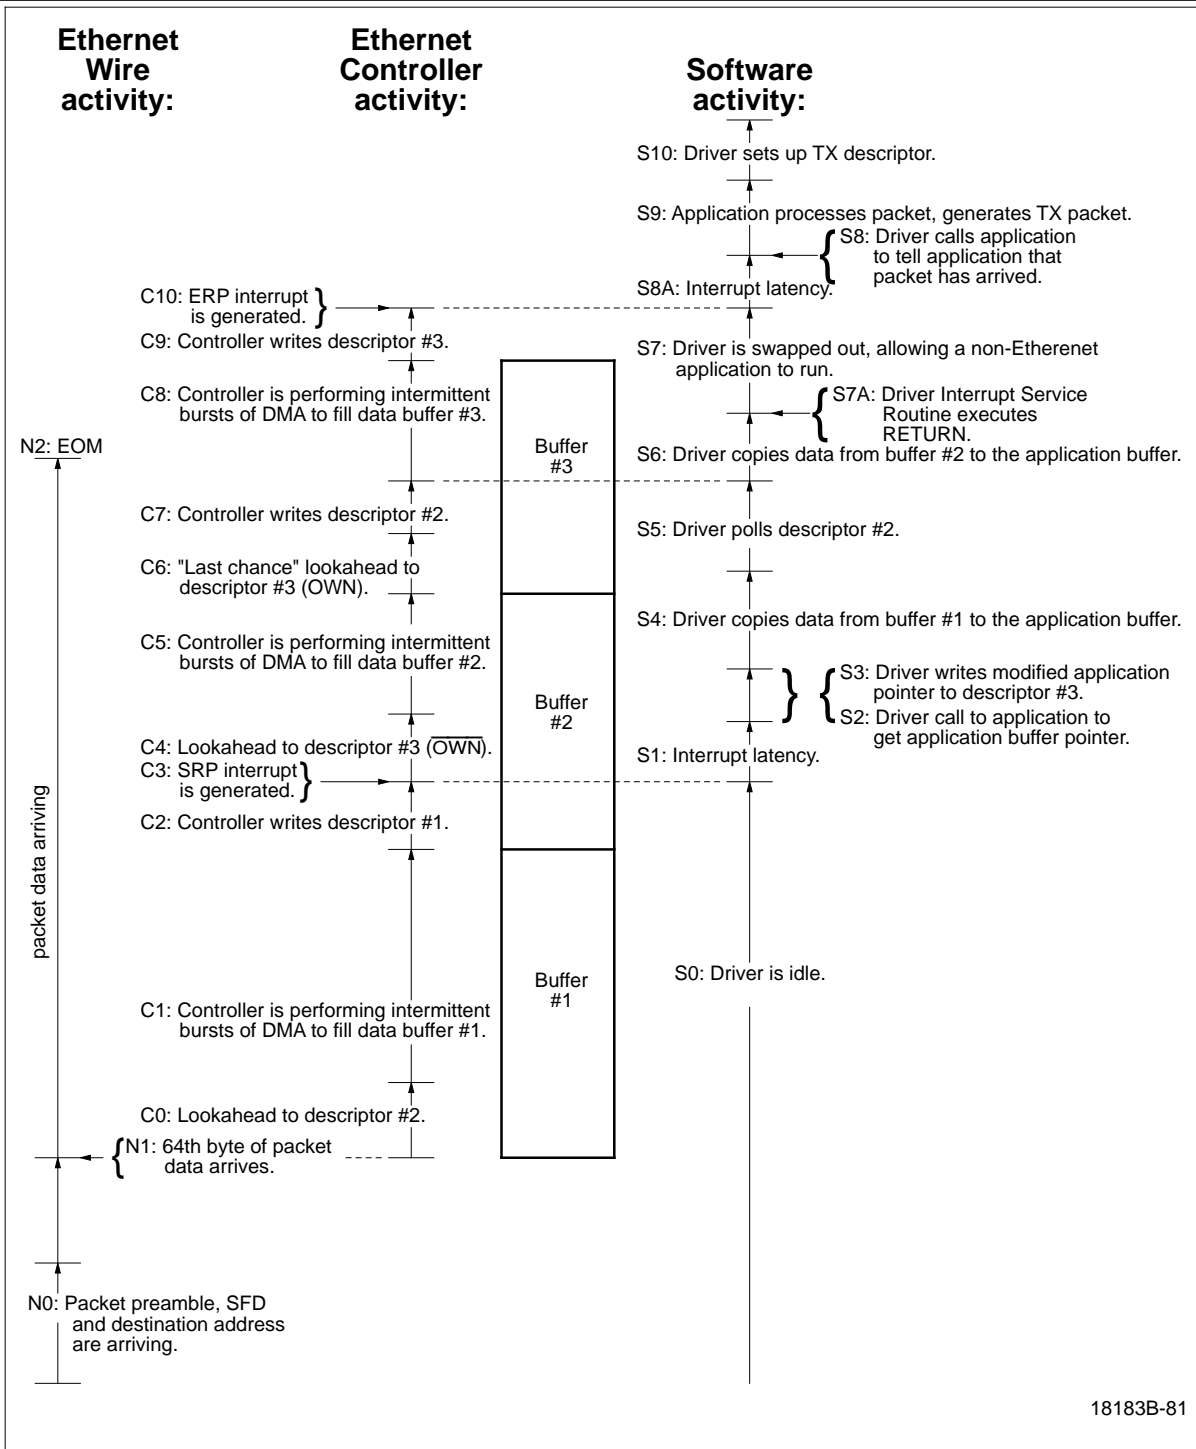 Ethernet
Wire
activity:
Ethernet
Controller
activity:
Software
activity:
S10: Driver sets up TX descriptor.
S9: Application processes packet, generates TX packet.
S8: Driver calls application
to tell application that
packet has arrived.
S8A: Interrupt latency.
C10: ERP interrupt
is generated.
C9: Controller writes descriptor #3.
S7: Driver is swapped out, allowing a non-Etherenet
application to run.
C8: Controller is performing intermittent
bursts of DMA to fill data buffer #3.
S7A: Driver Interrupt Service
Routine executes
RETURN.
N2: EOM
Buffer
#3
S6: Driver copies data from buffer #2 to the application buffer.
C7: Controller writes descriptor #2.
S5: Driver polls descriptor #2.
C6: "Last chance" lookahead to
descriptor #3 (OWN).
S4: Driver copies data from buffer #1 to the application buffer.
C5: Controller is performing intermittent
bursts of DMA to fill data buffer #2.
S3: Driver writes modified application
pointer to descriptor #3.
Buffer
#2
S2: Driver call to application to
get application buffer pointer.
C4: Lookahead to descriptor #3 (O̅W̅N̅).
S1: Interrupt latency.
C3: SRP interrupt
is generated.
C2: Controller writes descriptor #1.
packet data arriving
S0: Driver is idle.
Buffer
#1
C1: Controller is performing intermittent
bursts of DMA to fill data buffer #1.
C0: Lookahead to descriptor #2.
N1: 64th byte of packet
data arrives.
N0: Packet preamble, SFD
and destination address
are arriving.
18183B-81